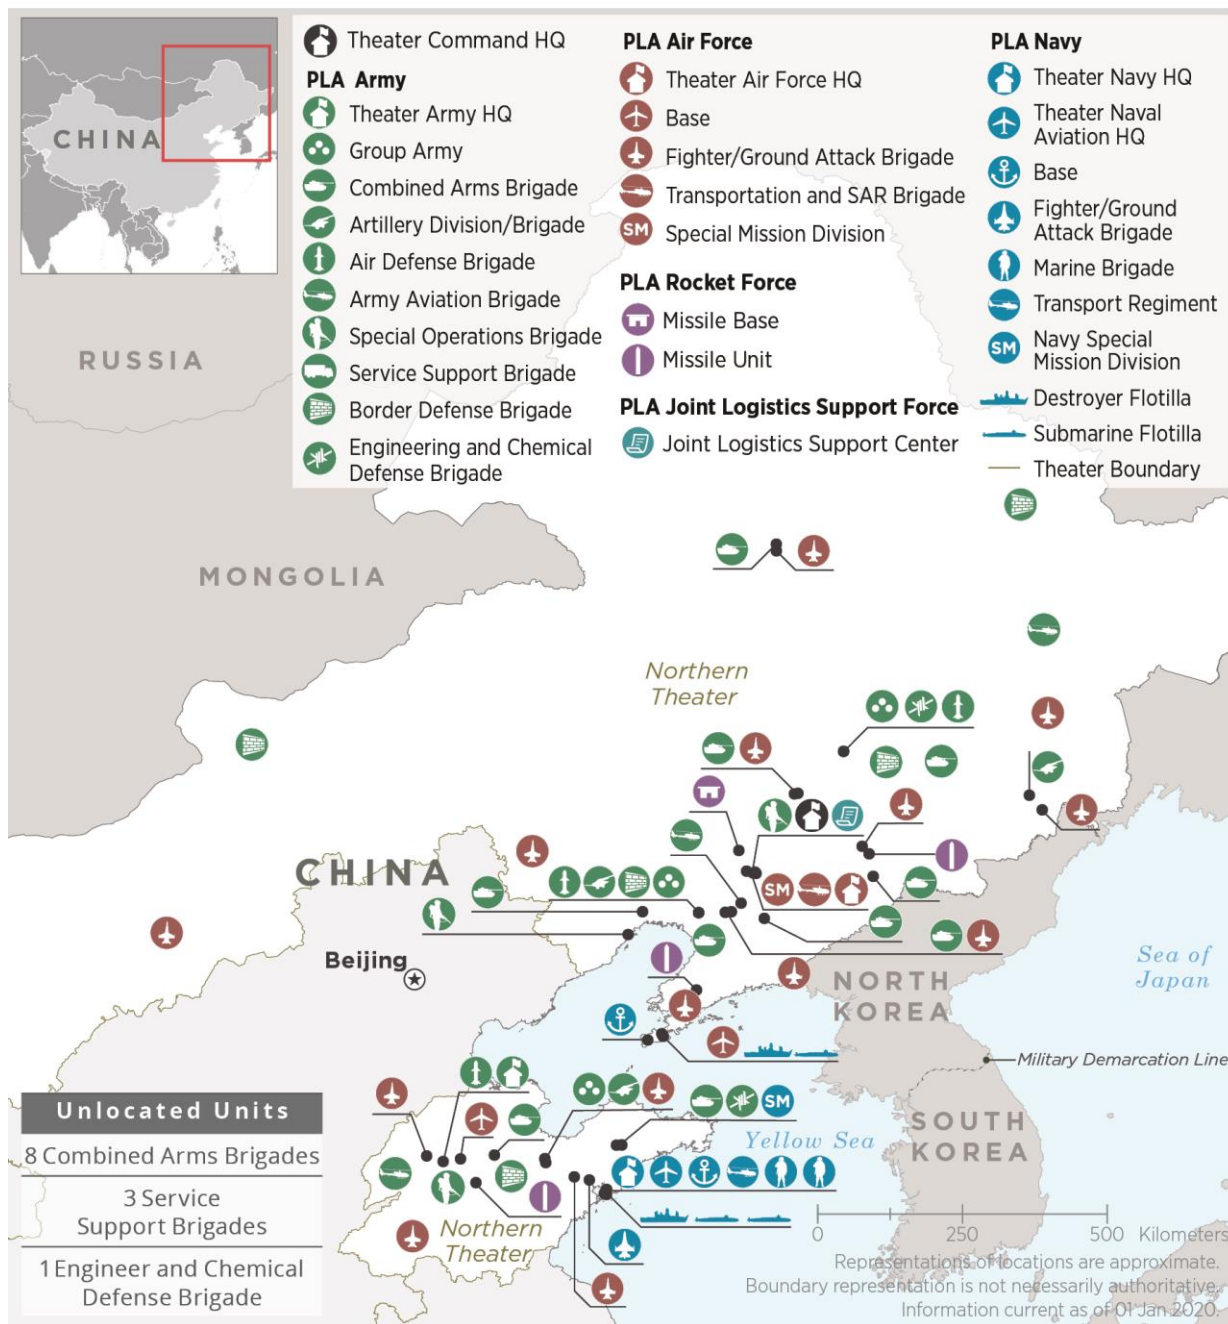 CHINA
Theater Command HQ
PLA Army
Theater Army HQ
Group Army
Combined Arms Brigade
Artillery Division/Brigade
Air Defense Brigade
Army Aviation Brigade
Special Operations Brigade
Service Support Brigade
Border Defense Brigade
Engineering and Chemical
Defense Brigade
PLA Air Force
Theater Air Force HQ
Base
Fighter/Ground Attack Brigade
Transportation and SAR Brigade
SM
Special Mission Division
PLA Rocket Force
Missile Base
Missile Unit
PLA Joint Logistics Support Force
Joint Logistics Support Center
PLA Navy
Theater Navy HQ
Theater Naval
Aviation HQ
Base
Fighter/Ground
Attack Brigade
Marine Brigade
Transport Regiment
SM
Navy Special
Mission Division
Destroyer Flotilla
Submarine Flotilla
Theater Boundary
RUSSIA
MONGOLIA
Northern
Theater
CHINA
SM
Beijing
NORTH
KOREA
Sea of
Japan
Military Demarcation Line
SM
Yellow Sea
SOUTH
KOREA
Northern
Theater
Unlocated Units
8 Combined Arms Brigades
3 Service
Support Brigades
1 Engineer and Chemical
Defense Brigade
0 250 500 Kilometers
Representations of locations are approximate.
Boundary representation is not necessarily authoritative.
Information current as of 01 Jan 2020.